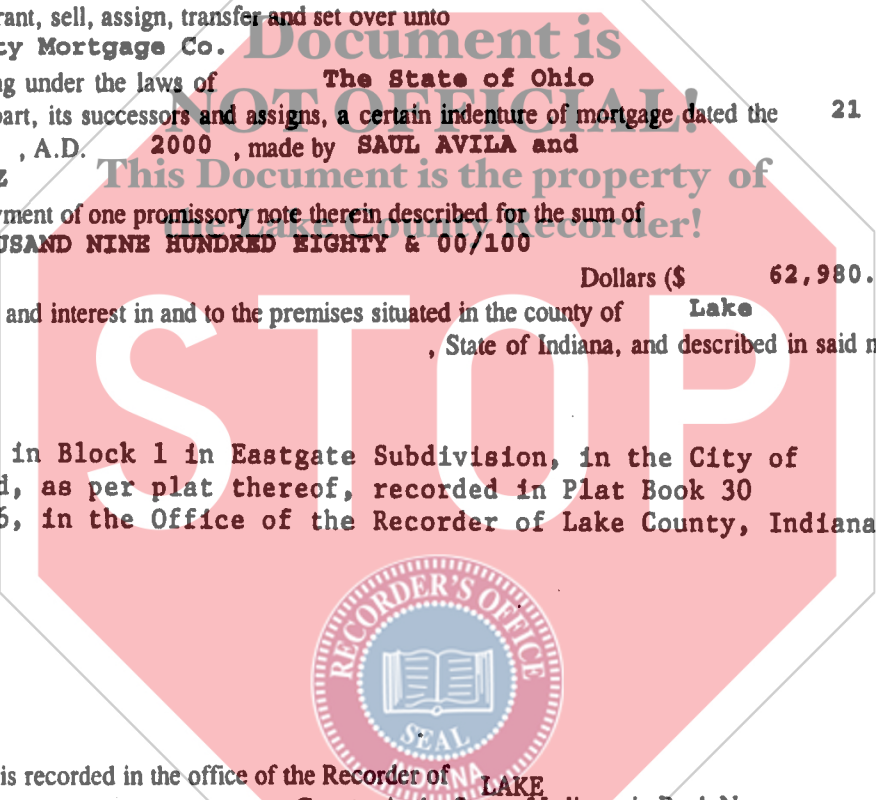 rant, sell, assign, transfer and set over unto
Document is
ty Mortgage Co.
ng under the laws of The State of Ohio
NOT OFFICIAL!
part, its successors and assigns, a certain indenture of mortgage dated the 21
, A.D. 2000 , made by SAUL AVILA and
Z
This Document is the property of
yment of one promissory note therein described for the sum of
the Lake County Recorder!
USAND NINE HUNDRED EIGHTY & 00/100
Dollars ($ 62,980.
and interest in and to the premises situated in the county of Lake
, State of Indiana, and described in said m
STOP
in Block 1 in Eastgate Subdivision, in the City of
d, as per plat thereof, recorded in Plat Book 30
6, in the Office of the Recorder of Lake County, Indiana
RECORDER'S OFFICE
SEAL
INDIANA
is recorded in the office of the Recorder of LAKE